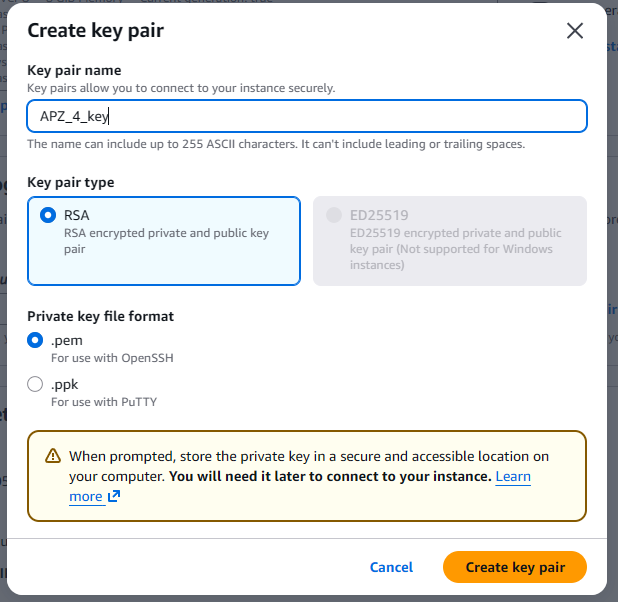 Create key pair
Key pair name
Key pairs allow you to connect to your instance securely.
APZ_4_key
The name can include up to 255 ASCII characters. It can't include leading or trailing spaces.
Key pair type
RSA
RSA encrypted private and public key
pair
ED25519
ED25519 encrypted private and public
key pair (Not supported for Windows
instances)
Private key file format
.pem
For use with OpenSSH
.ppk
For use with PuTTY
When prompted, store the private key in a secure and accessible location on
your computer. You will need it later to connect to your instance. Learn
more
Cancel
Create key pair